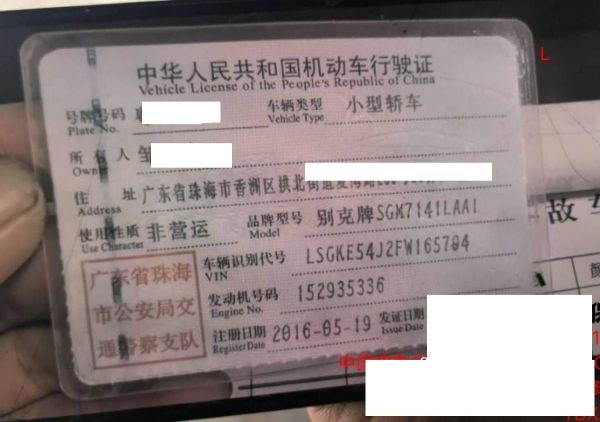 L
中华人民共和国机动车行驶证
Vehicle License of the People's Republic of China
号牌号码 车辆类型 小型轿车
Plate No. Vehicle Type
所有人 邹
Owner
住址 广东省珠海市香洲区拱北街道
Address
使用性质 非营运 品牌型号 别克牌SGM7141LAA1
Use Character Model
车辆识别代号 LSGKE54J2FW165704
VIN
发动机号码 152935336
Engine No.
注册日期 2016-05-19 发证日期
Register Date Issue Date
广东省珠海
市公安局交
通警察支队
故车